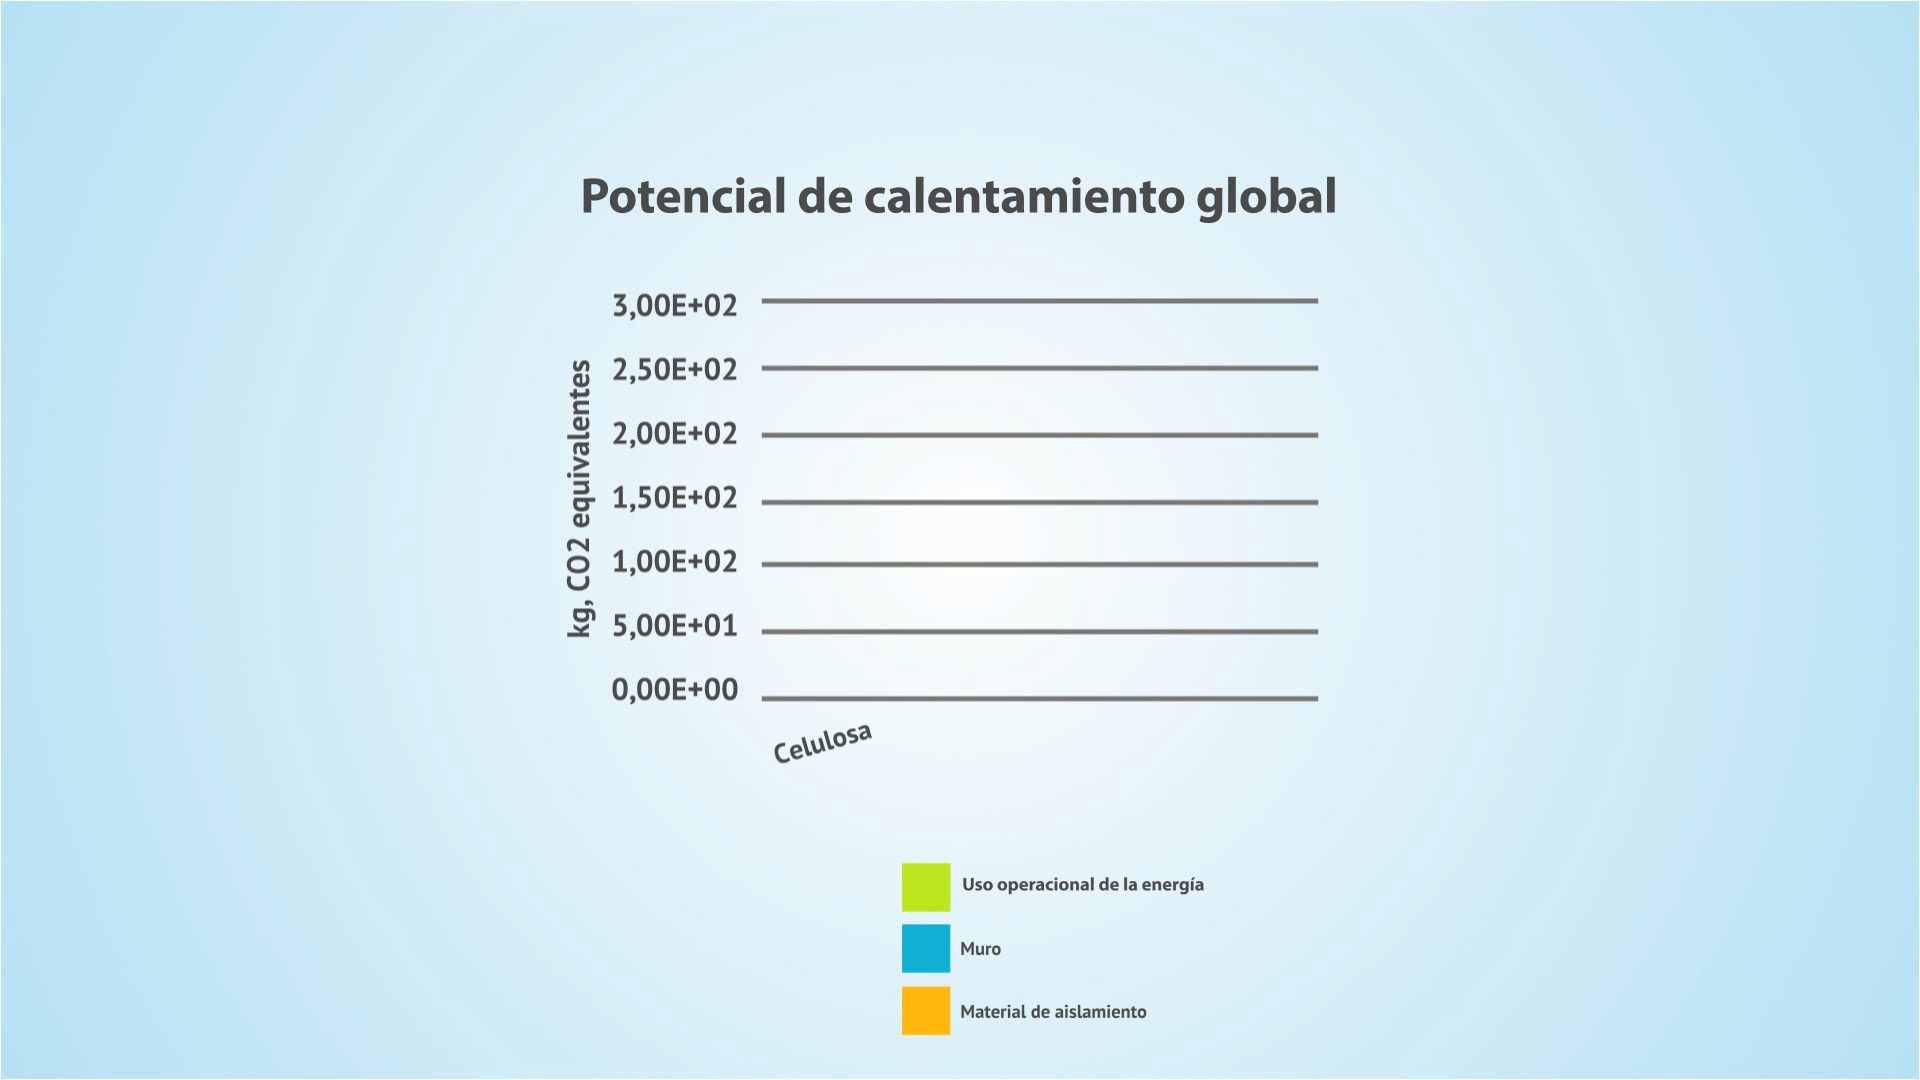 Potencial de calentamiento global
kg, CO2 equivalentes
3,00E+02
2,50E+02
2,00E+02
1,50E+02
1,00E+02
5,00E+01
0,00E+00
Celulosa
Uso operacional de la energía
Muro
Material de aislamiento